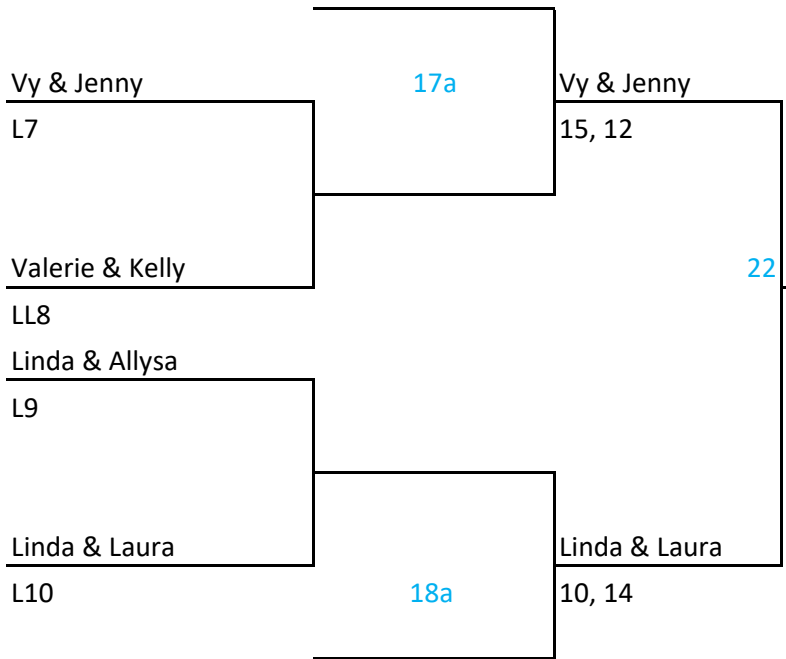 17a
Vy & Jenny
Vy & Jenny
L7
15, 12
Valerie & Kelly
22
LL8
Linda & Allysa
L9
Linda & Laura
Linda & Laura
L10
18a
10, 14